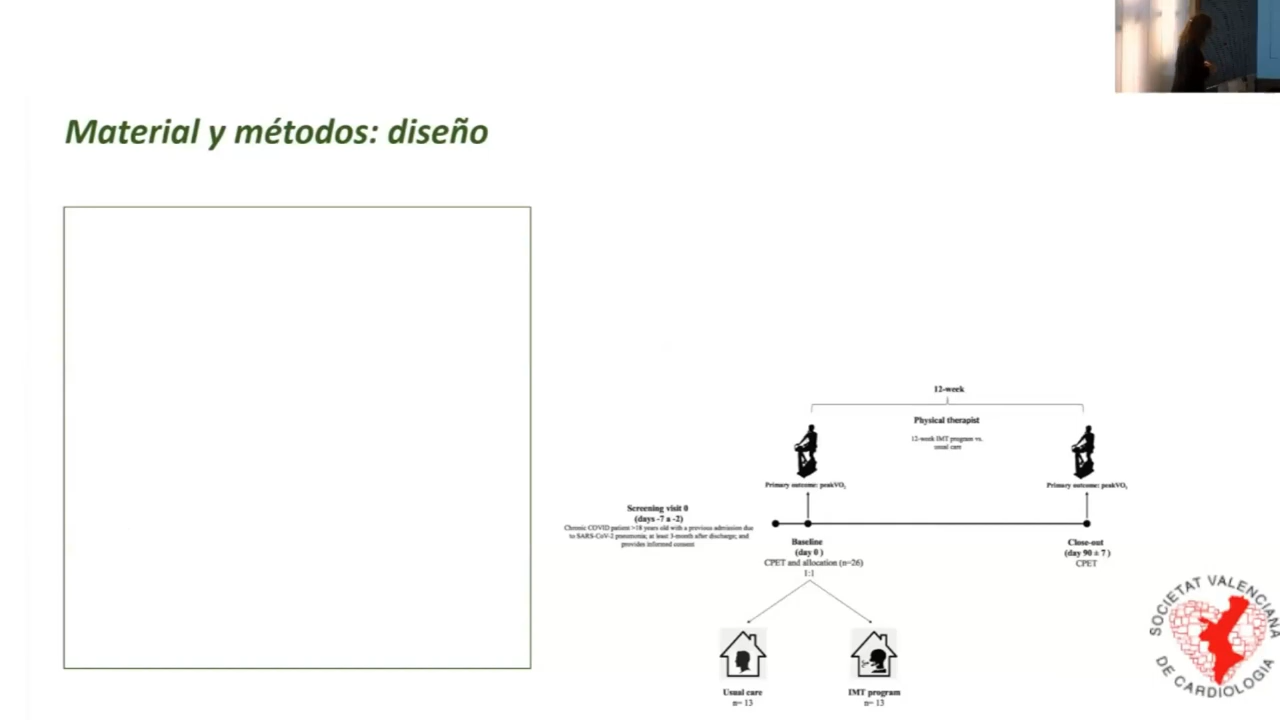 Material y métodos: diseño
12-week
Physical therapist
12-week IMT program vs.
usual care
Primary outcome: peakVO₂
Primary outcome: peakVO₂
Screening visit 0
(days -7 a -2)
Chronic COVID patient >18 years old with a previous admission due
to SARS-CoV-2 pneumonia; at least 3-month after discharge; and
provides informed consent
Baseline
(day 0 )
CPET and allocation (n=26)
1:1
Close-out
(day 90 ± 7 )
CPET
Usual care
n= 13
IMT program
n= 13
SOCIETAT VALENCIANA
DE CARDIOLOGIA